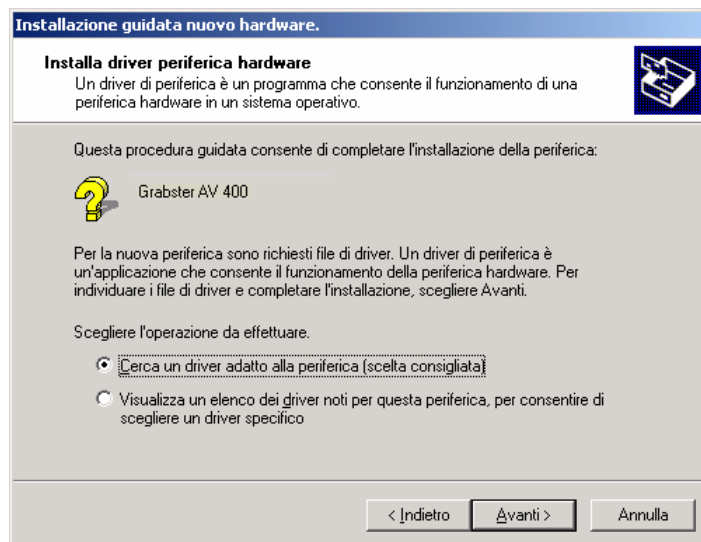 Installazione guidata nuovo hardware.
Installa driver periferica hardware
Un driver di periferica è un programma che consente il funzionamento di una
periferica hardware in un sistema operativo.
Questa procedura guidata consente di completare l'installazione della periferica:
Grabster AV 400
Per la nuova periferica sono richiesti file di driver. Un driver di periferica è
un'applicazione che consente il funzionamento della periferica hardware. Per
individuare i file di driver e completare l'installazione, scegliere Avanti.
Scegliere l'operazione da effettuare.
Cerca un driver adatto alla periferica (scelta consigliata)
Visualizza un elenco dei driver noti per questa periferica, per consentire di
scegliere un driver specifico
< Indietro Avanti > Annulla